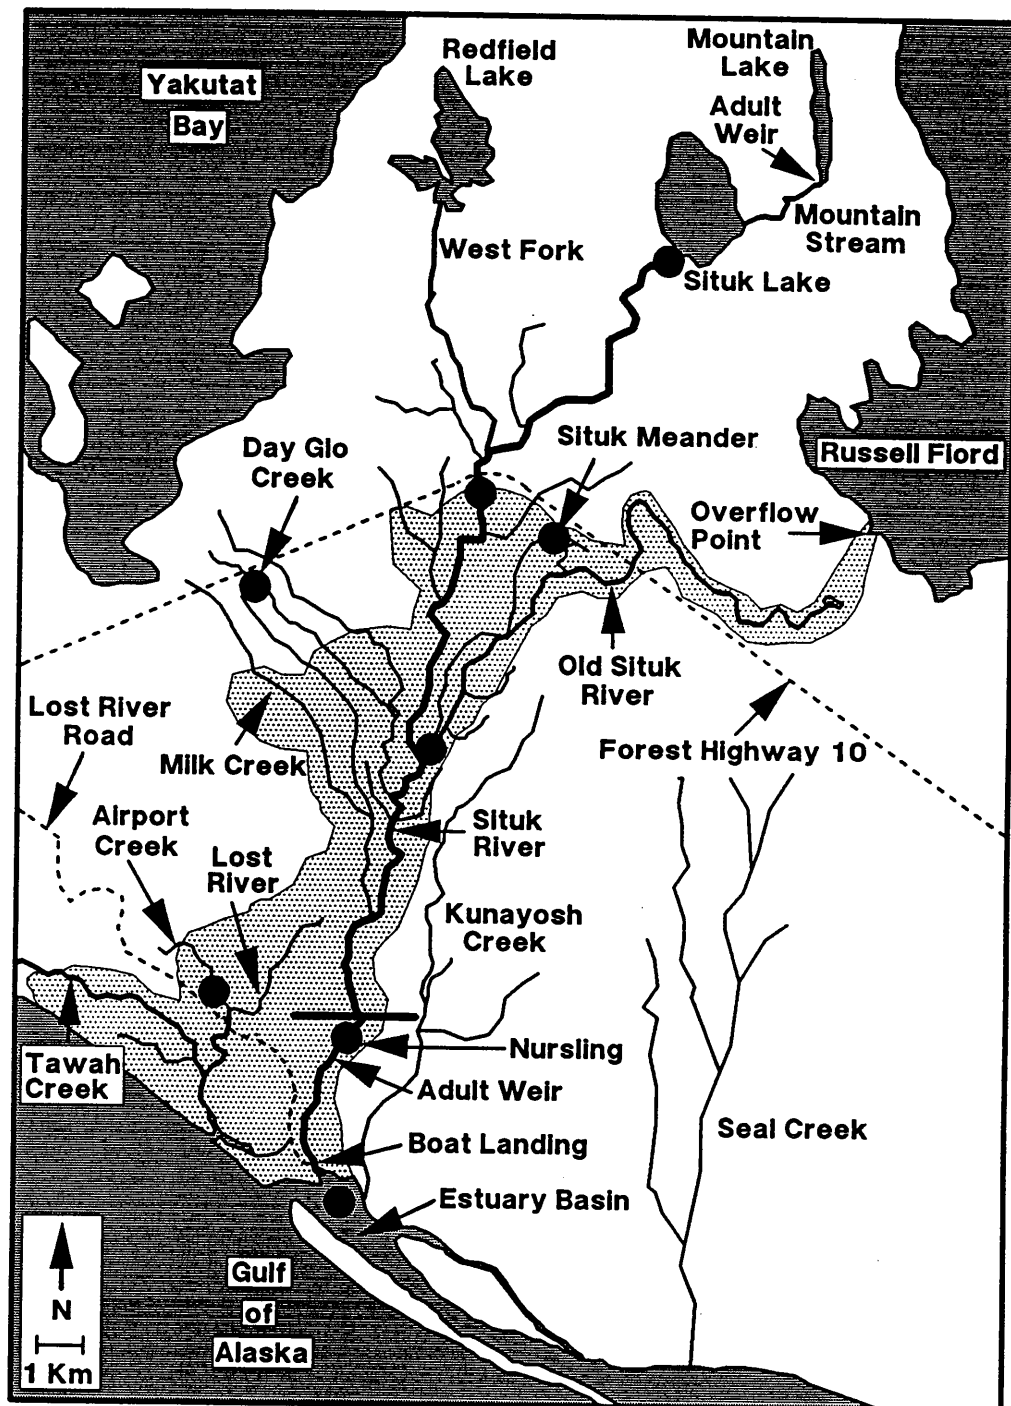 Redfield
Lake
Mountain
Lake
Yakutat
Bay
Adult
Weir
Mountain
Stream
West Fork
Situk Lake
Day Glo
Creek
Situk Meander
Russell Fiord
Overflow
Point
Old Situk
River
Lost River
Road
Milk Creek
Forest Highway 10
Airport
Creek
Situk
River
Lost
River
Kunayosh
Creek
Nursling
Tawah
Creek
Adult Weir
Boat Landing
Seal Creek
Estuary Basin
Gulf
of
Alaska
N
1 Km